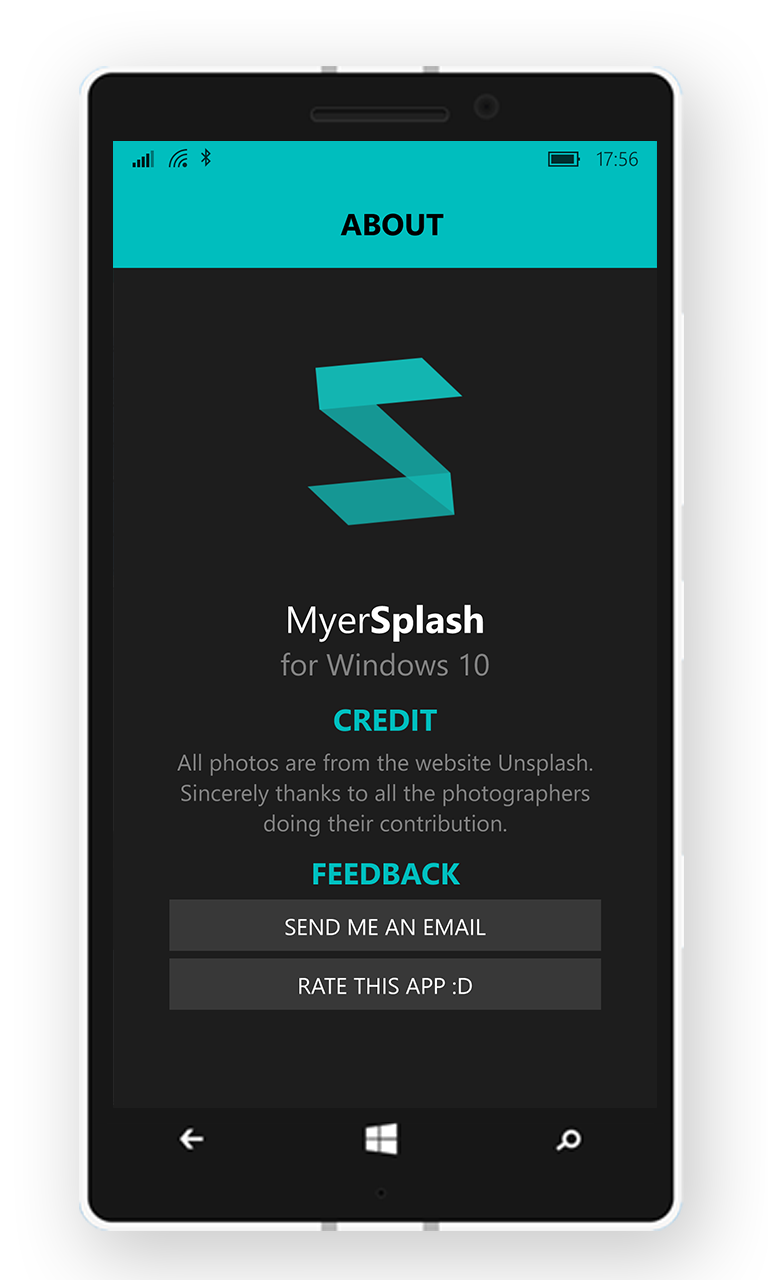 17:56
ABOUT
MyerSplash
for Windows 10
CREDIT
All photos are from the website Unsplash.
Sincerely thanks to all the photographers
doing their contribution.
FEEDBACK
SEND ME AN EMAIL
RATE THIS APP :D